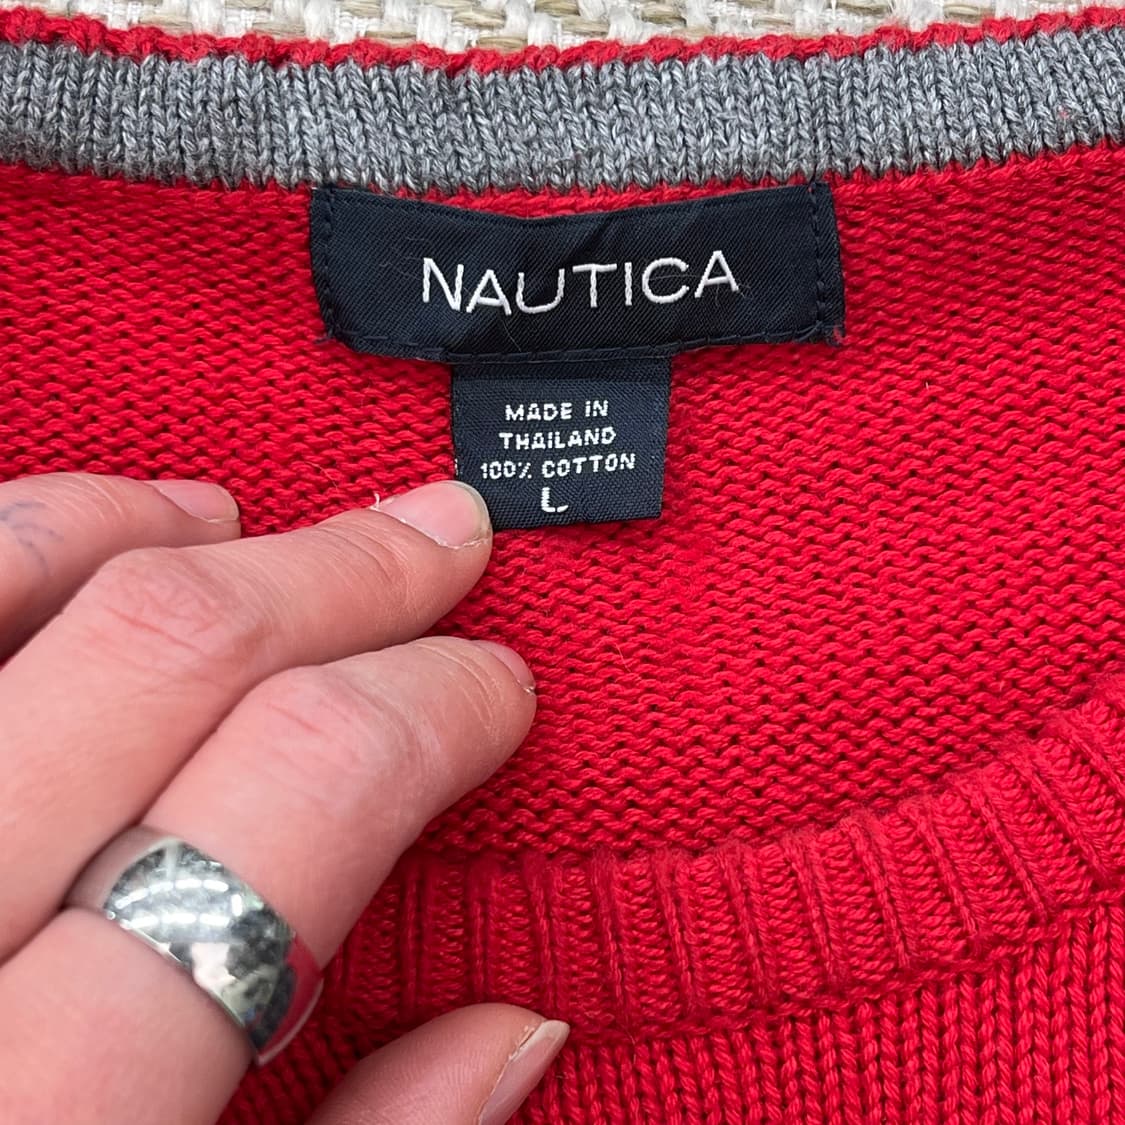 NAUTICA
MADE IN
THAILAND
100% COTTON
L